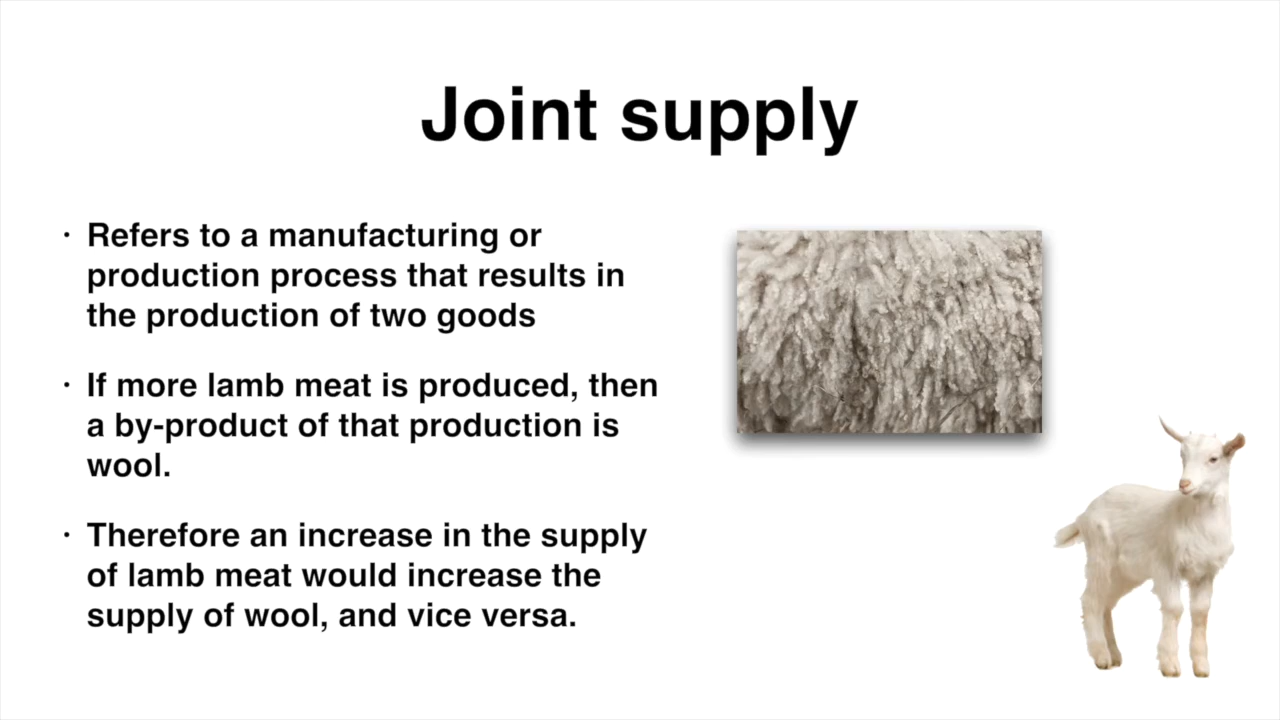 Joint supply
· Refers to a manufacturing or
production process that results in
the production of two goods
· If more lamb meat is produced, then
a by-product of that production is
wool.
· Therefore an increase in the supply
of lamb meat would increase the
supply of wool, and vice versa.